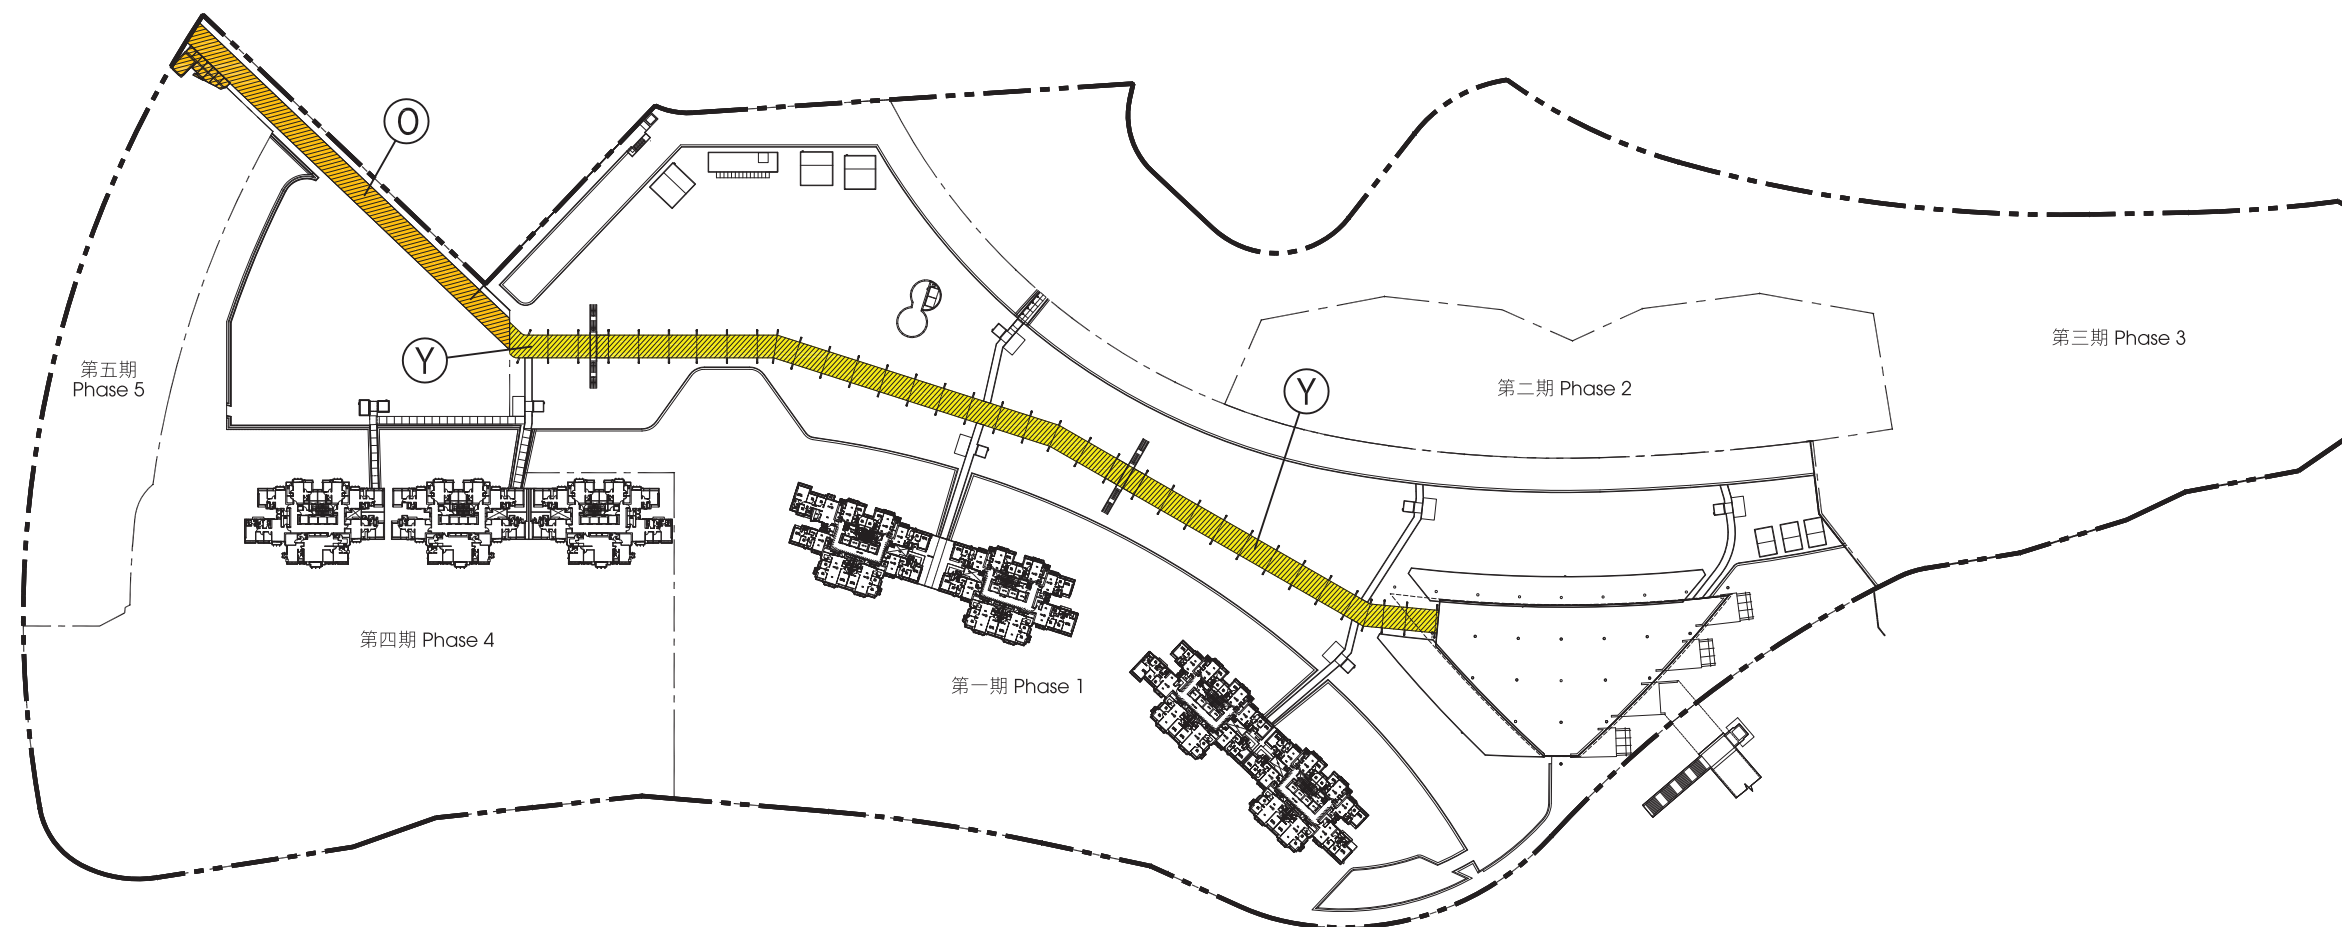 O
第三期 Phase 3
第五期
Phase 5
Y
第二期 Phase 2
Y
第四期 Phase 4
第一期 Phase 1